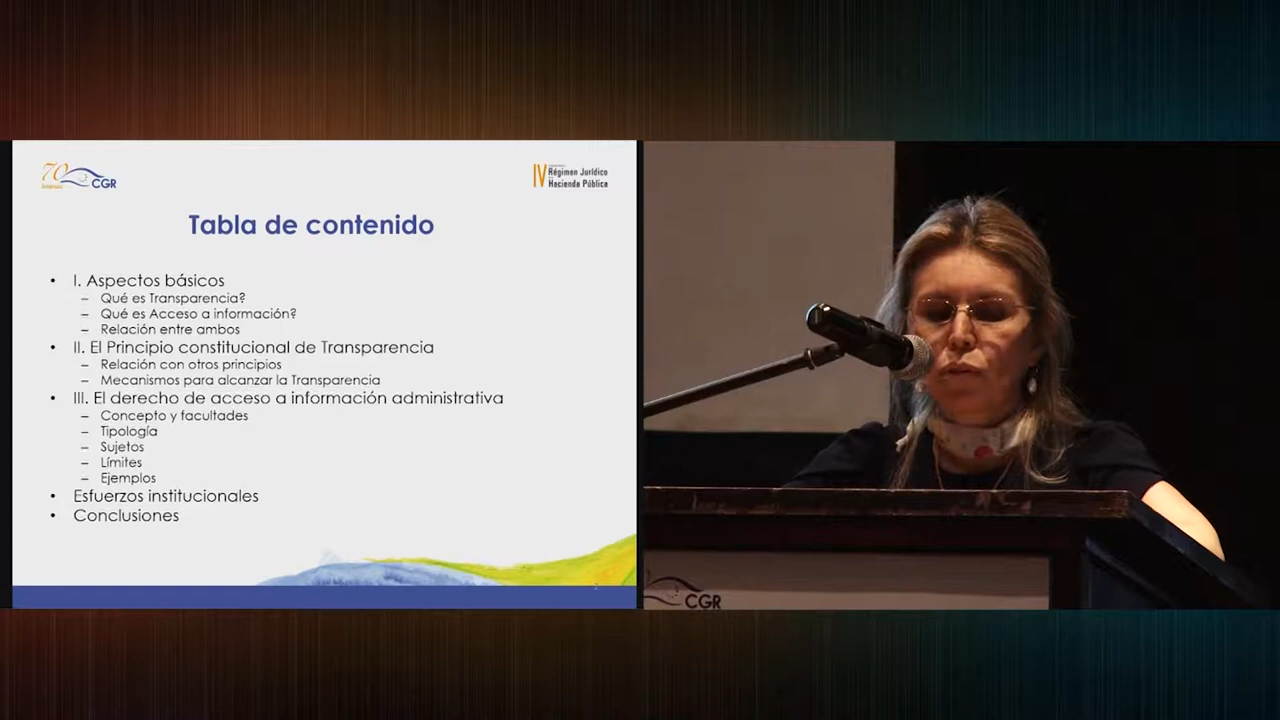 70
CGR
IV
Régimen Jurídico
Hacienda Pública
Tabla de contenido
• I. Aspectos básicos
– Qué es Transparencia?
– Qué es Acceso a información?
– Relación entre ambos
• II. El Principio constitucional de Transparencia
– Relación con otros principios
– Mecanismos para alcanzar la Transparencia
• III. El derecho de acceso a información administrativa
– Concepto y facultades
– Tipología
– Sujetos
– Límites
– Ejemplos
• Esfuerzos institucionales
• Conclusiones
CGR